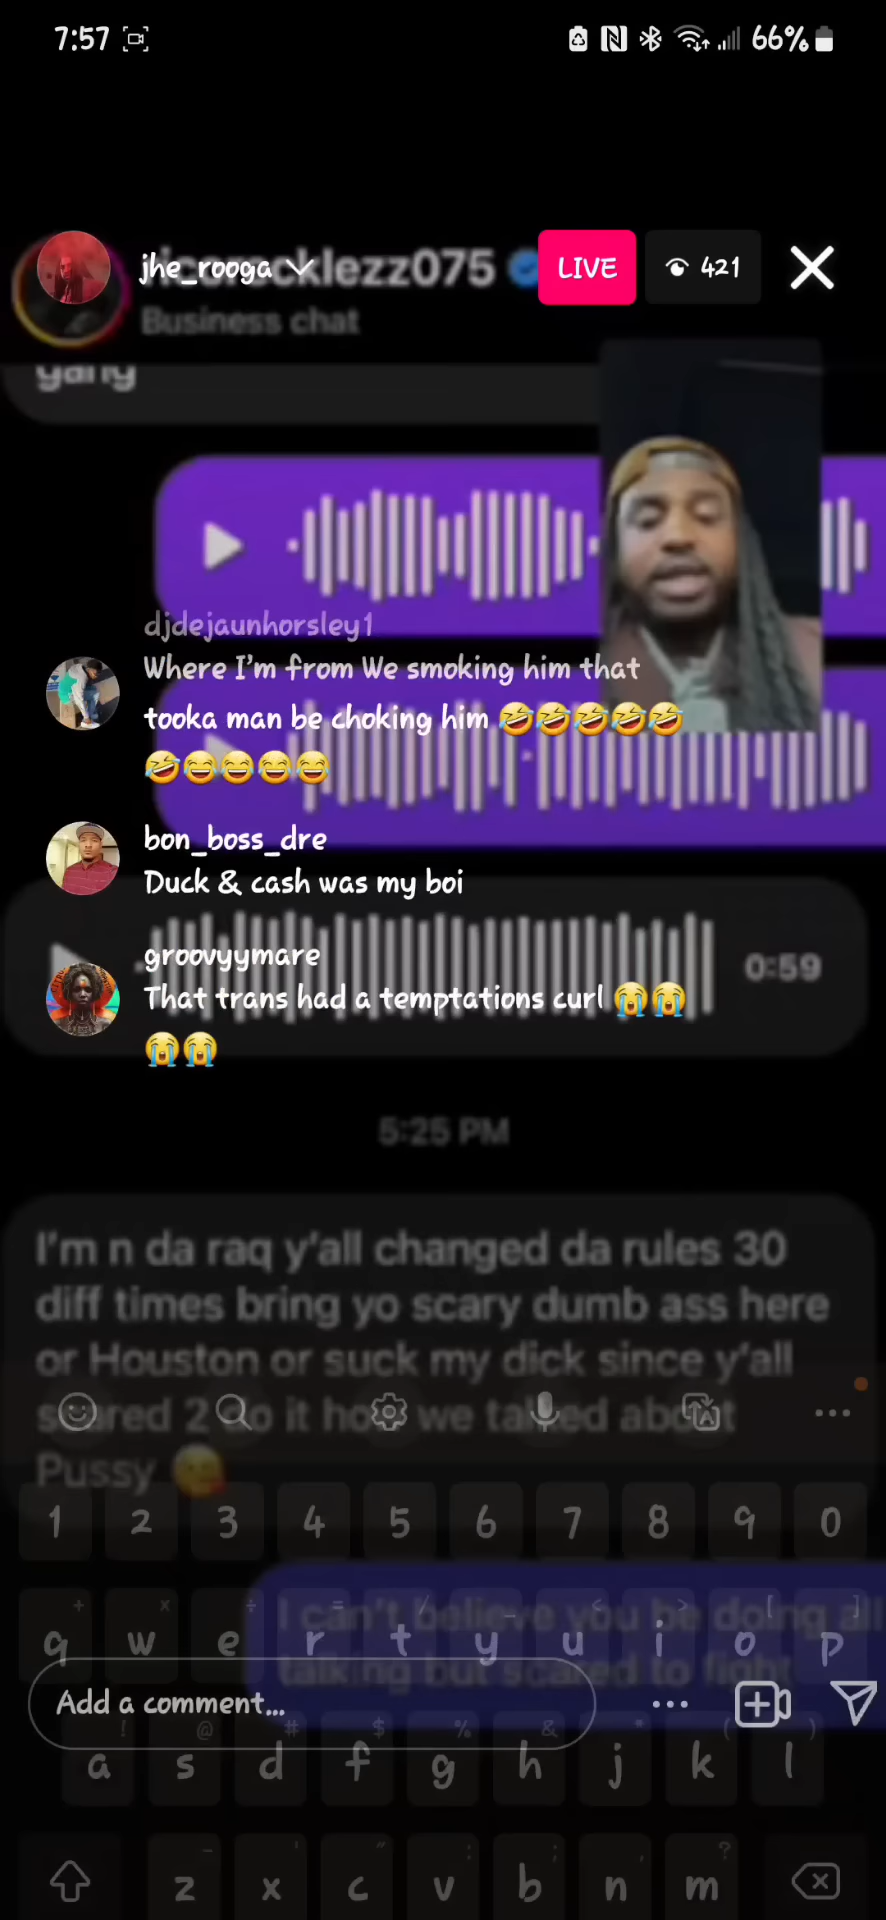 7:57
66%
jhe_rooga
cklezz075
LIVE
421
Business chat
gang
djdejaunhorsley1
Where I'm from We smoking him that
tooka man be choking him 🤣🤣🤣🤣🤣
🤣😂😂😂😂
bon_boss_dre
Duck & cash was my boi
0:59
groovyymare
That trans had a temptations curl 😭😭
😭😭
5:25 PM
I'm n da raq y'all changed da rules 30
diff times bring yo scary dumb ass here
or Houston or suck my dick since y'all
scared 2 do it how we talked about
Pussy 😘
1 2 3 4 5 6 7 8 9 0
I can't believe you be doing all
talking but scared to fight
q w e r t y u i o p
Add a comment...
a s d f g h j k l
z x c v b n m